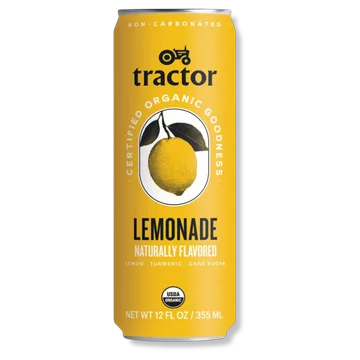 NON-CARBONATED
tractor
CERTIFIED ORGANIC GOODNESS
LEMONADE
NATURALLY FLAVORED
LEMON TURMERIC CANE SUGAR
USDA
ORGANIC
NET WT 12 FL OZ / 355 ML